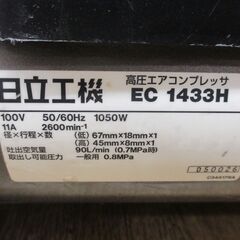 日立工機 高圧エアコンプレッサ
EC 1433H
100V 50/60Hz 1050W
11A 2600min⁻¹
径×行程×数 (低)67mm×18mm×1
(高)45mm×8mm×1
吐出空気量 90L/min (0.7MPa時)
取出し可能圧力 一般用 0.8MPa
050026